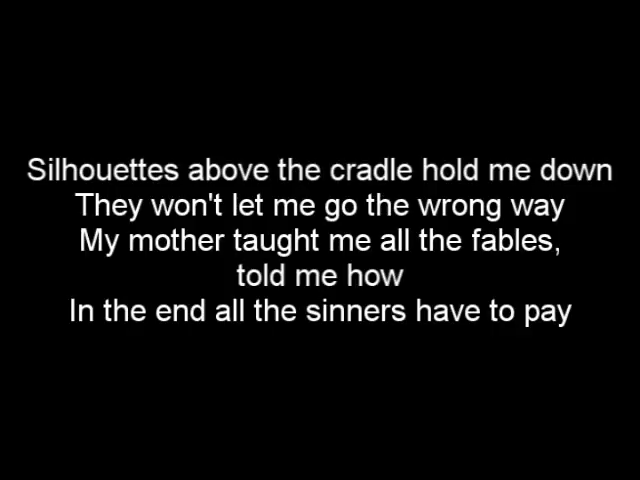 Silhouettes above the cradle hold me down
They won't let me go the wrong way
My mother taught me all the fables,
told me how
In the end all the sinners have to pay